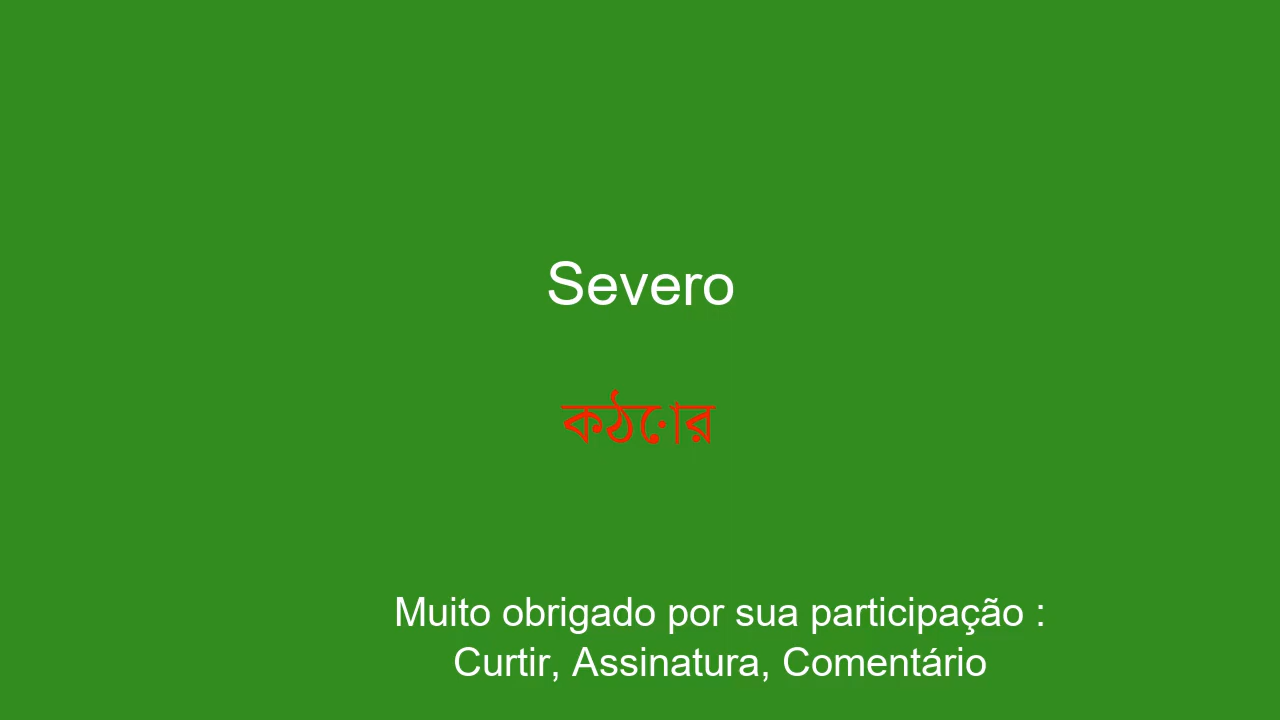 Severo
কঠোর
Muito obrigado por sua participação :
Curtir, Assinatura, Comentário